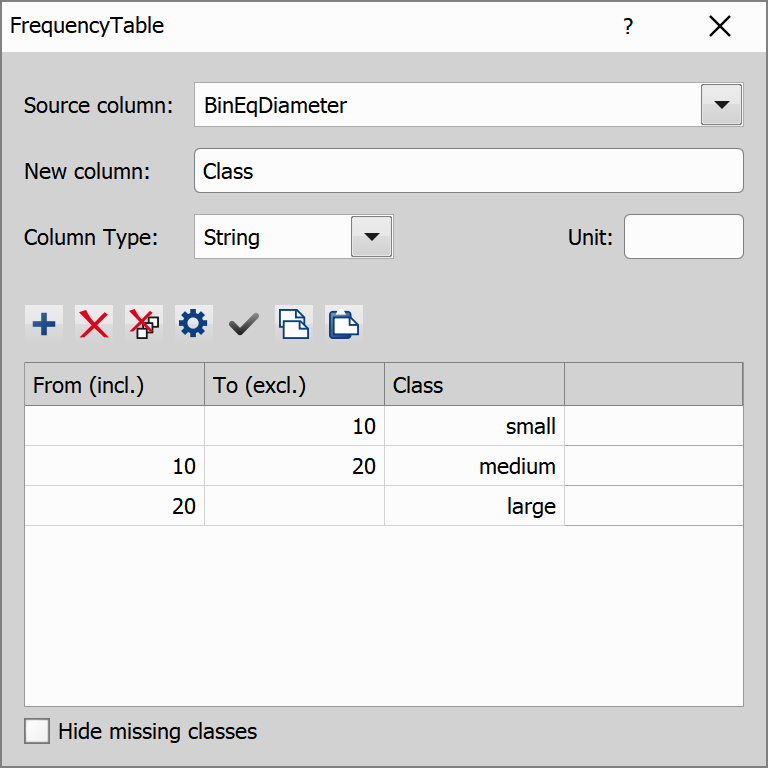 FrequencyTable ?
Source column: BinEqDiameter
New column: Class
Column Type: String Unit:
From (incl.) To (excl.) Class
10 small
10 20 medium
20 large
Hide missing classes